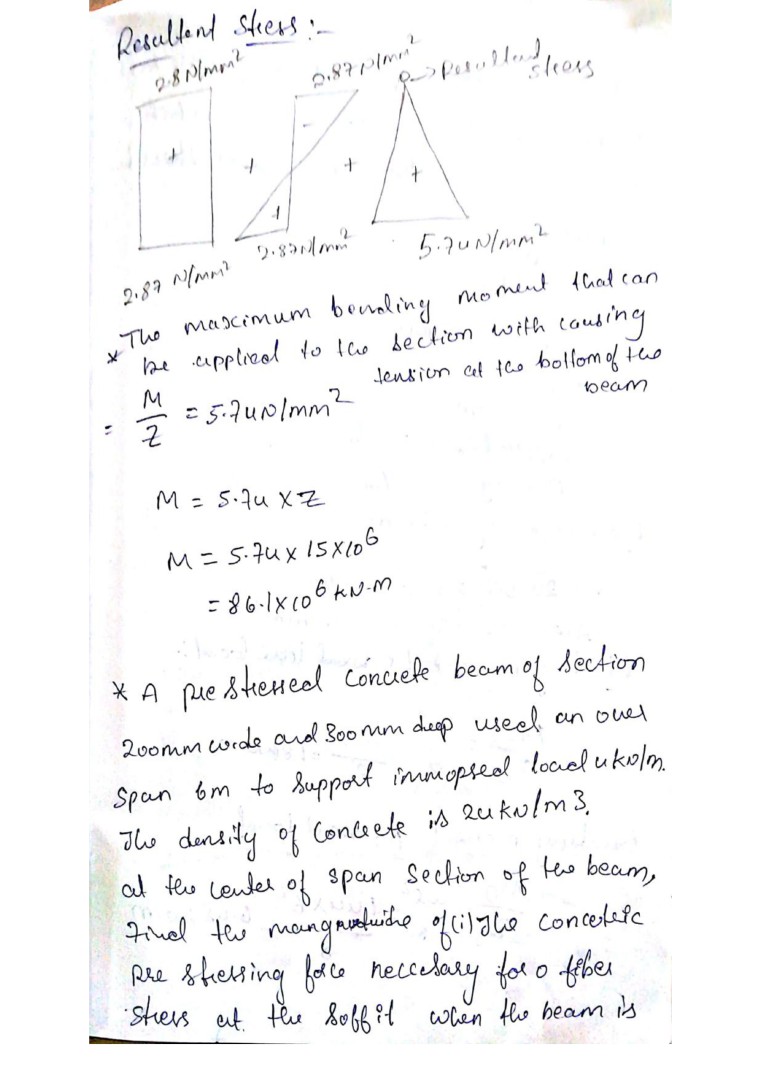 Resultent stress:-
2.8 N/mm²
2.87 N/mm²
0 → Resultend
stress
+
+
-
+
+
+
2.87 N/mm²
2.87 N/mm²
5.74 N/mm²
* The maximum bending moment that can
be applied to the section with causing
tension at the bottom of the
beam
= M/Z = 5.74 N/mm²
M = 5.74 × Z
M = 5.74 × 15 × 10⁶
= 86.1 × 10⁶ kN-m
* A pre stressed concrete beam of section
200mm wide and 300mm deep used an over
span 6m to support immopsed load 4 kN/m.
The density of concrete is 24 kN/m3.
at the center of span section of the beam,
Find the of (i) The concetric
pre stressing force neccesary for 0 fiber
stress at the soffit when the beam is